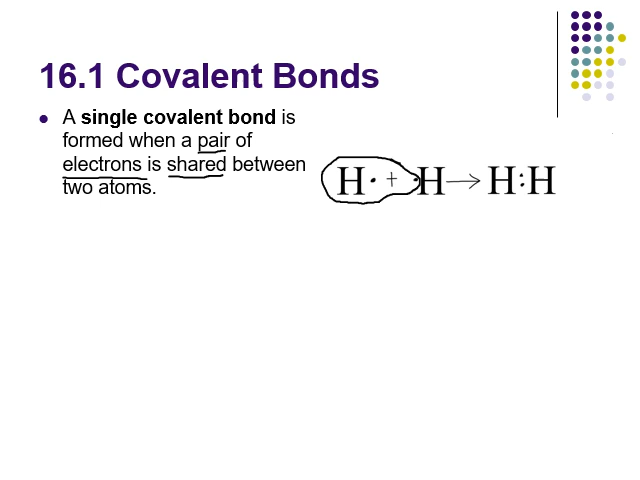 16.1 Covalent Bonds
● A single covalent bond is
formed when a pair of
electrons is shared between
two atoms.
H· + ·H→H:H